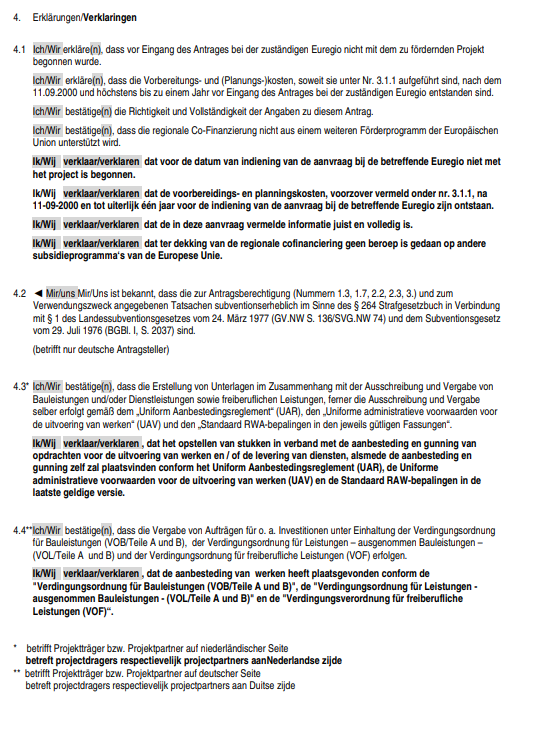 4. Erklärungen/Verklaringen
4.1 Ich/Wir erkläre(n), dass vor Eingang des Antrages bei der zuständigen Euregio nicht mit dem zu fördernden Projekt
begonnen wurde.
Ich/Wir erkläre(n), dass die Vorbereitungs- und (Planungs-)kosten, soweit sie unter Nr. 3.1.1 aufgeführt sind, nach dem
11.09.2000 und höchstens bis zu einem Jahr vor Eingang des Antrages bei der zuständigen Euregio entstanden sind.
Ich/Wir bestätige(n) die Richtigkeit und Vollständigkeit der Angaben zu diesem Antrag.
Ich/Wir bestätige(n), dass die regionale Co-Finanzierung nicht aus einem weiteren Förderprogramm der Europäischen
Union unterstützt wird.
Ik/Wij verklaar/verklaren dat voor de datum van indiening van de aanvraag bij de betreffende Euregio niet met
het project is begonnen.
Ik/Wij verklaar/verklaren dat de voorbereidings- en planningskosten, voorzover vermeld onder nr. 3.1.1, na
11-09-2000 en tot uiterlijk één jaar voor de indiening van de aanvraag bij de betreffende Euregio zijn ontstaan.
Ik/Wij verklaar/verklaren dat de in deze aanvraag vermelde informatie juist en volledig is.
Ik/Wij verklaar/verklaren dat ter dekking van de regionale cofinanciering geen beroep is gedaan op andere
subsidieprogramma's van de Europese Unie.
4.2 ◄ Mir/uns Mir/Uns ist bekannt, dass die zur Antragsberechtigung (Nummern 1.3, 1.7, 2.2, 2.3, 3.) und zum
Verwendungszweck angegebenen Tatsachen subventionserheblich im Sinne des § 264 Strafgesetzbuch in Verbindung
mit § 1 des Landessubventionsgesetzes vom 24. März 1977 (GV.NW S. 136/SVG.NW 74) und dem Subventionsgesetz
vom 29. Juli 1976 (BGBl. I, S. 2037) sind.
(betrifft nur deutsche Antragsteller)
4.3* Ich/Wir bestätige(n), dass die Erstellung von Unterlagen im Zusammenhang mit der Ausschreibung und Vergabe von
Bauleistungen und/oder Dienstleistungen sowie freiberuflichen Leistungen, ferner die Ausschreibung und Vergabe
selber erfolgt gemäß dem „Uniform Aanbestedingsreglement“ (UAR), den „Uniforme administratieve voorwaarden voor
de uitvoering van werken“ (UAV) und den „Standard RWA-bepalingen in den jeweils gültigen Fassungen“.
Ik/Wij verklaar/verklaren , dat het opstellen van stukken in verband met de aanbesteding en gunning van
opdrachten voor de uitvoering van werken en / of de levering van diensten, alsmede de aanbesteding en
gunning zelf zal plaatsvinden conform het Uniform Aanbestedingsreglement (UAR), de Uniforme
administratieve voorwaarden voor de uitvoering van werken (UAV) en de Standaard RAW-bepalingen in de
laatste geldige versie.
4.4**Ich/Wir bestätige(n), dass die Vergabe von Aufträgen für o. a. Investitionen unter Einhaltung der Verdingungsordnung
für Bauleistungen (VOB/Teile A und B), der Verdingungsordnung für Leistungen – ausgenommen Bauleistungen –
(VOL/Teile A und B) und der Verdingungsordnung für freiberufliche Leistungen (VOF) erfolgen.
Ik/Wij verklaar/verklaren , dat de aanbesteding van werken heeft plaatsgevonden conform de
"Verdingungsordnung für Bauleistungen (VOB/Teile A und B)", de "Verdingungsordnung für Leistungen -
ausgenommen Bauleistungen - (VOL/Teile A und B)" en de "Verdingungsverordnung für freiberufliche
Leistungen (VOF)“.
* betrifft Projektträger bzw. Projektpartner auf niederländischer Seite
betreft projectdragers respectievelijk projectpartners aanNederlandse zijde
** betrifft Projektträger bzw. Projektpartner auf deutscher Seite
betreft projectdragers respectievelijk projectpartners aan Duitse zijde